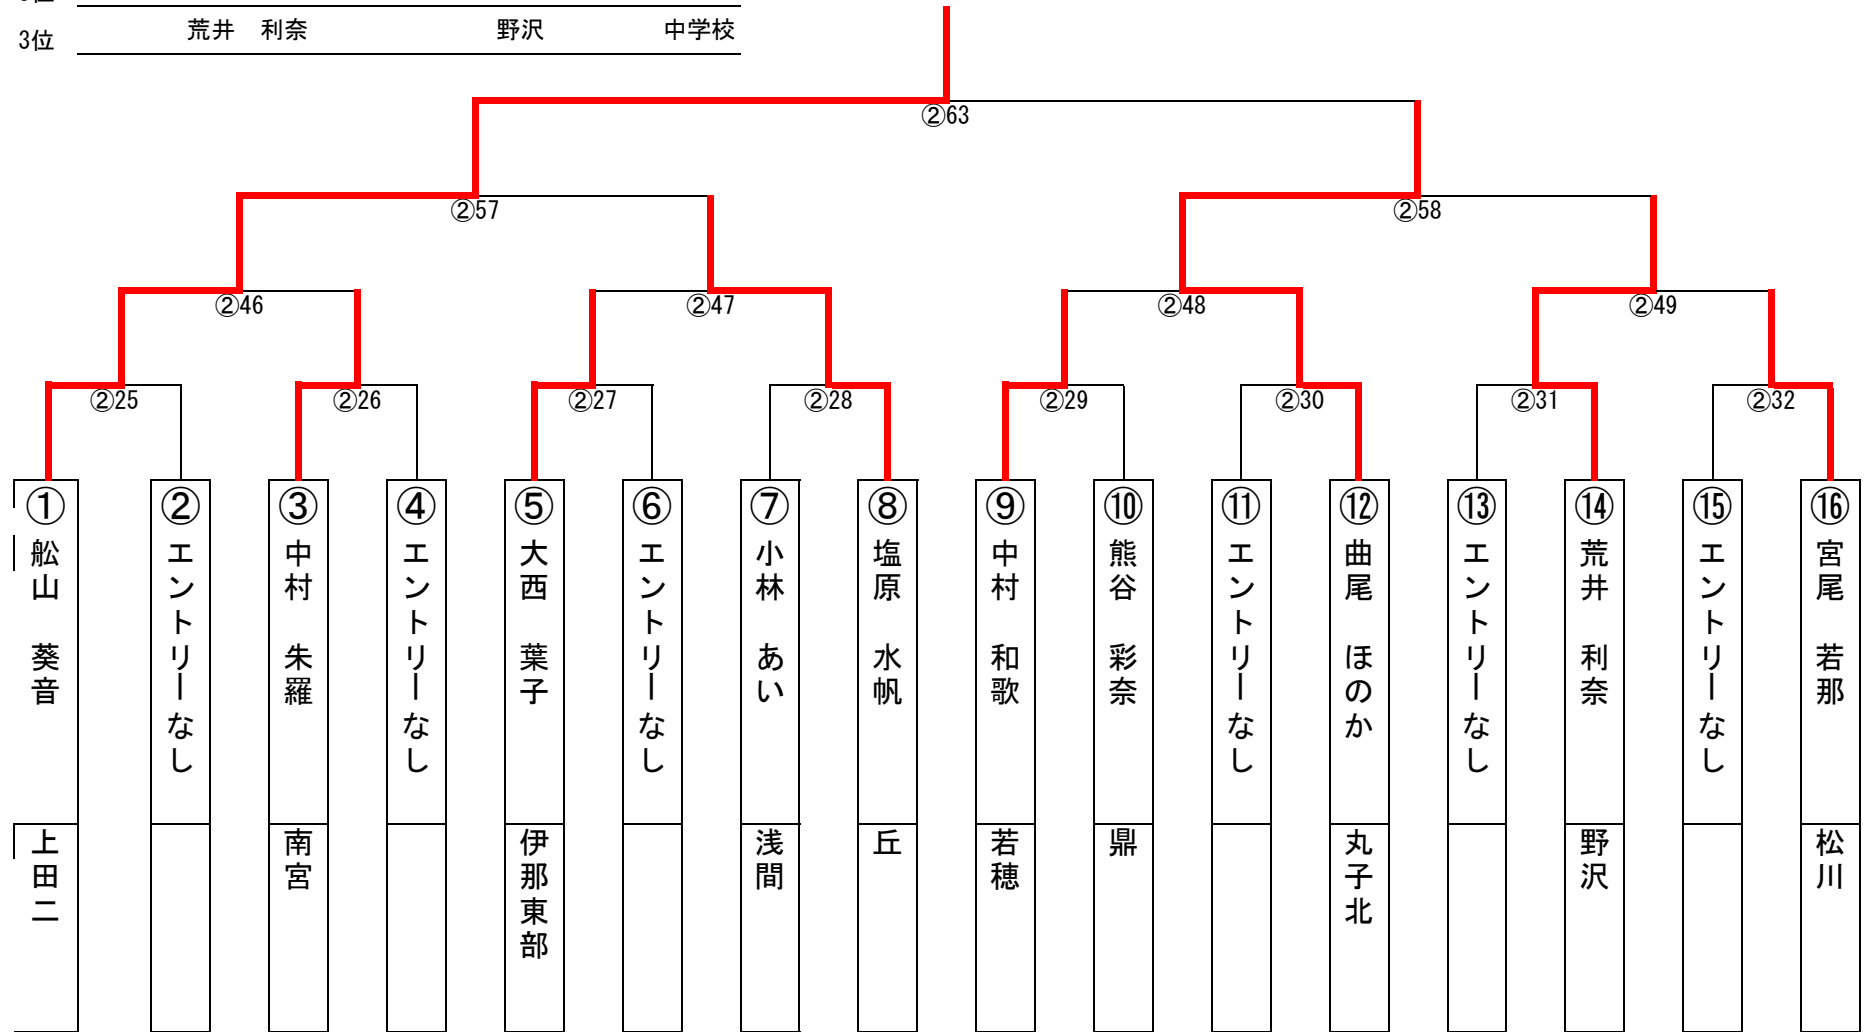 3位 荒井 利奈 野沢 中学校
②63
②57 ②58
②46 ②47 ②48 ②49
②25 ②26 ②27 ②28 ②29 ②30 ②31 ②32
① 舩山 葵音 上田二
② エントリーなし
③ 中村 朱羅 南宮
④ エントリーなし
⑤ 大西 葉子 伊那東部
⑥ エントリーなし
⑦ 小林 あい 浅間
⑧ 塩原 水帆 丘
⑨ 中村 和歌 若穂
⑩ 熊谷 彩奈 鼎
⑪ エントリーなし
⑫ 曲尾 ほのか 丸子北
⑬ エントリーなし
⑭ 荒井 利奈 野沢
⑮ エントリーなし
⑯ 宮尾 若那 松川